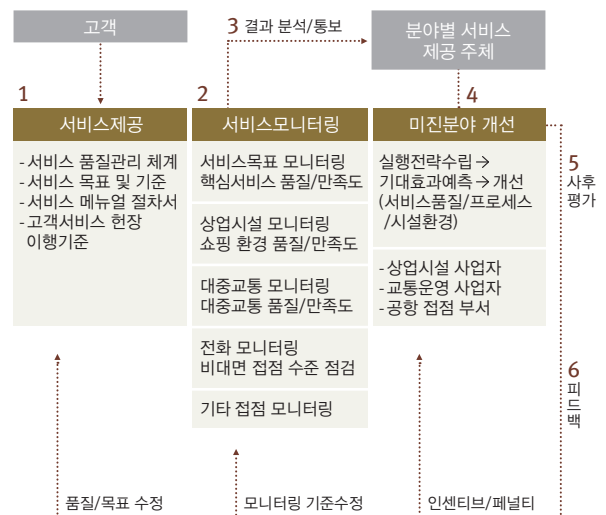 고객
3 결과 분석/통보
분야별 서비스
제공 주체
1
서비스제공
- 서비스 품질관리 체계
- 서비스 목표 및 기준
- 서비스 메뉴얼 절차서
- 고객서비스 헌장
이행기준
2
서비스모니터링
서비스목표 모니터링
핵심서비스 품질/만족도
상업시설 모니터링
쇼핑 환경 품질/만족도
대중교통 모니터링
대중교통 품질/만족도
전화 모니터링
비대면 접점 수준 점검
기타 접점 모니터링
4
미진분야 개선
실행전략수립 →
기대효과예측 → 개선
(서비스품질/프로세스
/시설환경)
- 상업시설 사업자
- 교통운영 사업자
- 공항 접점 부서
5
사후
평가
6
피
드
백
품질/목표 수정
모니터링 기준수정
인센티브/페널티